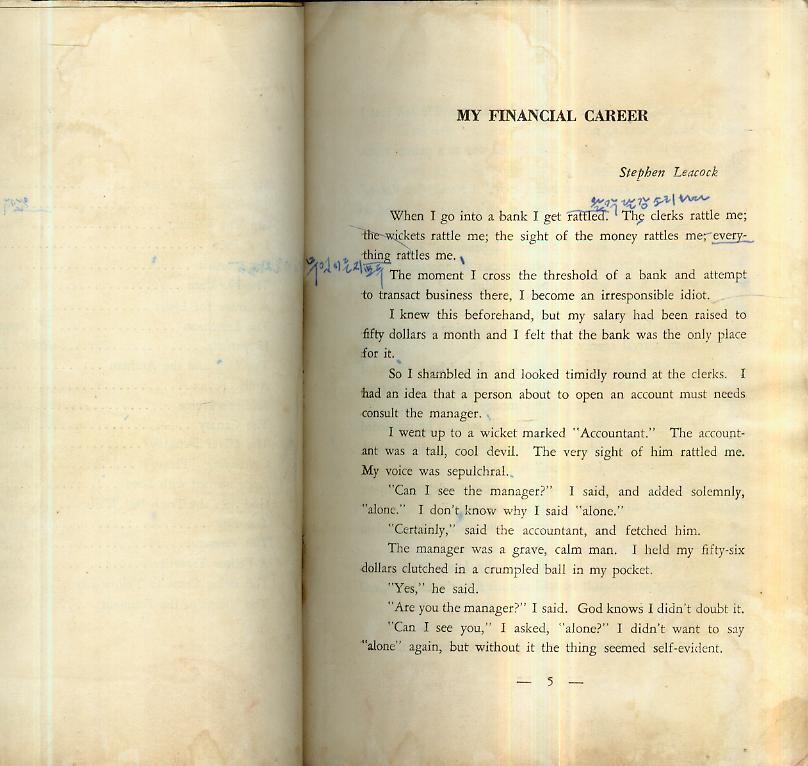 MY FINANCIAL CAREER
Stephen Leacock
When I go into a bank I get rattled. The clerks rattle me;
the wickets rattle me; the sight of the money rattles me; every-
thing rattles me.
The moment I cross the threshold of a bank and attempt
to transact business there, I become an irresponsible idiot.
I knew this beforehand, but my salary had been raised to
fifty dollars a month and I felt that the bank was the only place
for it.
So I shambled in and looked timidly round at the clerks. I
had an idea that a person about to open an account must needs
consult the manager.
I went up to a wicket marked "Accountant." The account-
ant was a tall, cool devil. The very sight of him rattled me.
My voice was sepulchral.
"Can I see the manager?" I said, and added solemnly,
"alone." I don't know why I said "alone."
"Certainly," said the accountant, and fetched him.
The manager was a grave, calm man. I held my fifty-six
dollars clutched in a crumpled ball in my pocket.
"Yes," he said.
"Are you the manager?" I said. God knows I didn't doubt it.
"Can I see you," I asked, "alone?" I didn't want to say
"alone" again, but without it the thing seemed self-evident.
— 5 —